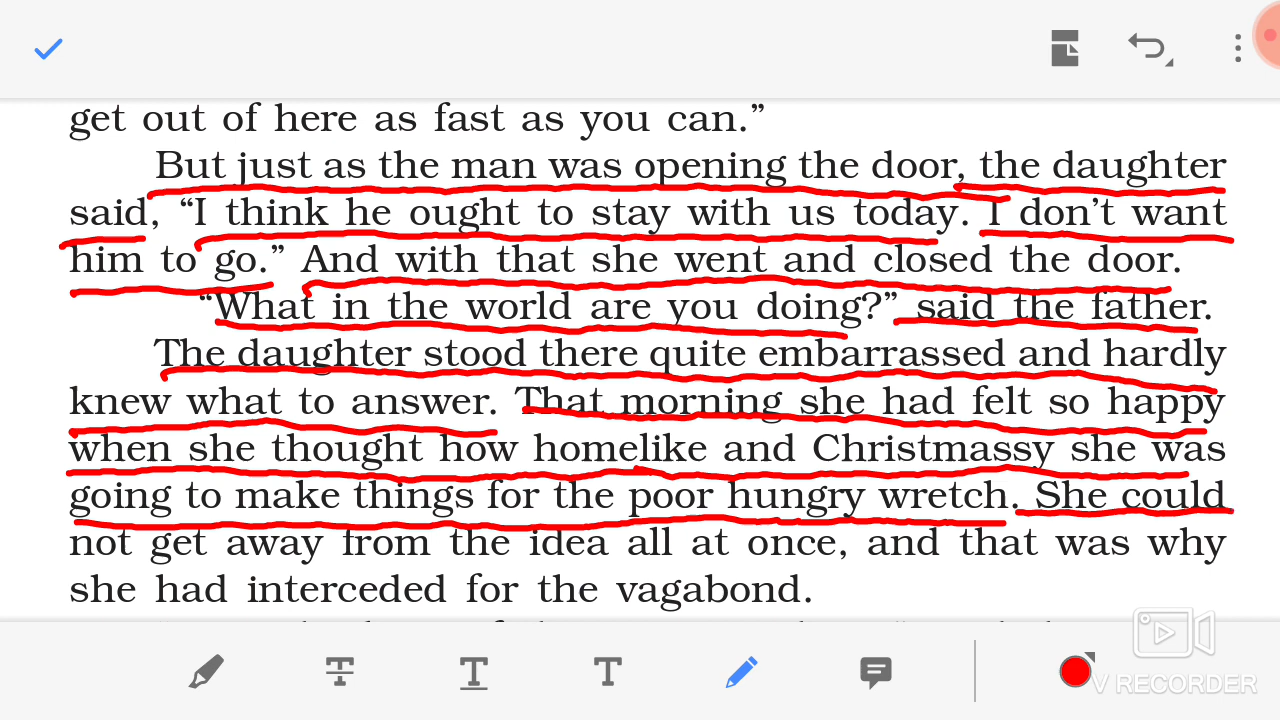 get out of here as fast as you can.”
But just as the man was opening the door, the daughter
said, “I think he ought to stay with us today. I don’t want
him to go.” And with that she went and closed the door.
“What in the world are you doing?” said the father.
The daughter stood there quite embarrassed and hardly
knew what to answer. That morning she had felt so happy
when she thought how homelike and Christmassy she was
going to make things for the poor hungry wretch. She could
not get away from the idea all at once, and that was why
she had interceded for the vagabond.
V RECORDER